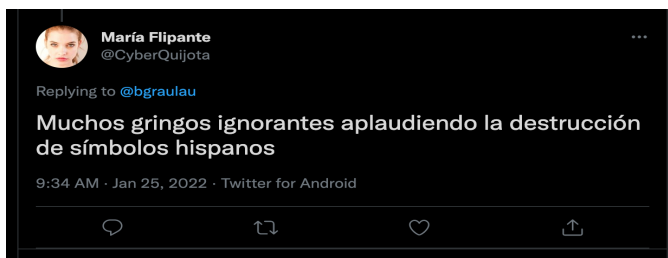 María Flipante
@CyberQuijota
Replying to @bgraulau
Muchos gringos ignorantes aplaudiendo la destrucción
de símbolos hispanos
9:34 AM · Jan 25, 2022 · Twitter for Android